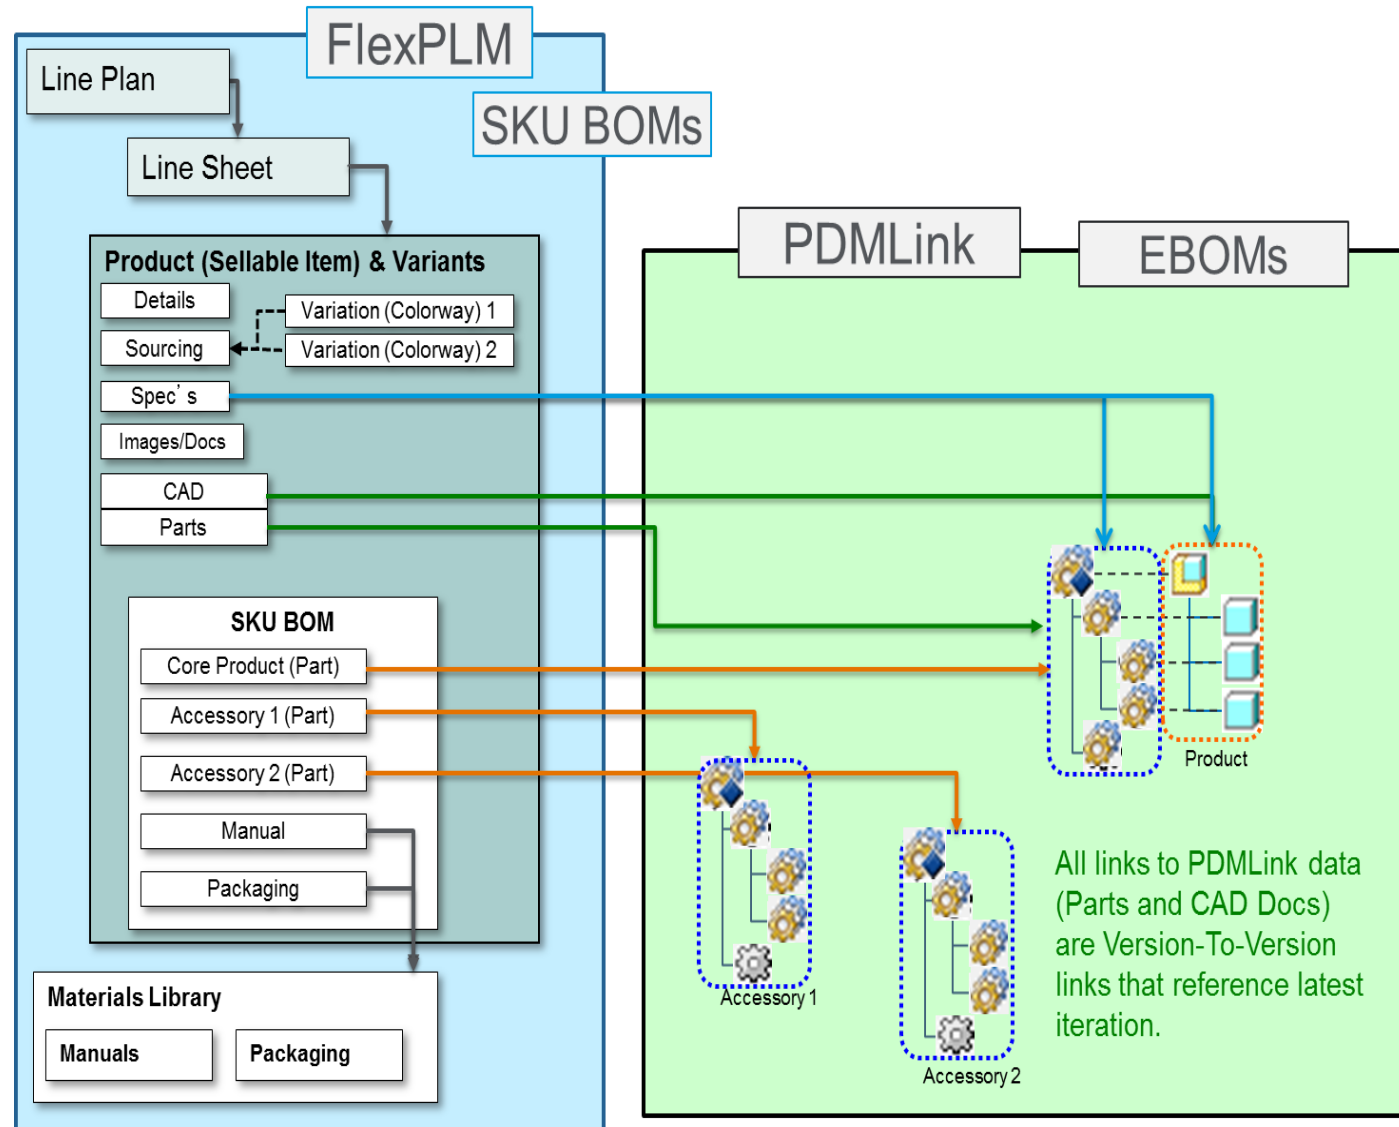 FlexPLM
Line Plan
SKU BOMs
Line Sheet
PDMLink
EBOMs
Product (Sellable Item) & Variants
Details
Variation (Colorway) 1
Sourcing
Variation (Colorway) 2
Spec’ s
Images/Docs
CAD
Parts
SKU BOM
Core Product (Part)
Accessory 1 (Part)
Accessory 2 (Part)
Manual
Packaging
Product
Accessory 1
Accessory 2
All links to PDMLink data
(Parts and CAD Docs)
are Version-To-Version
links that reference latest
iteration.
Materials Library
Manuals
Packaging